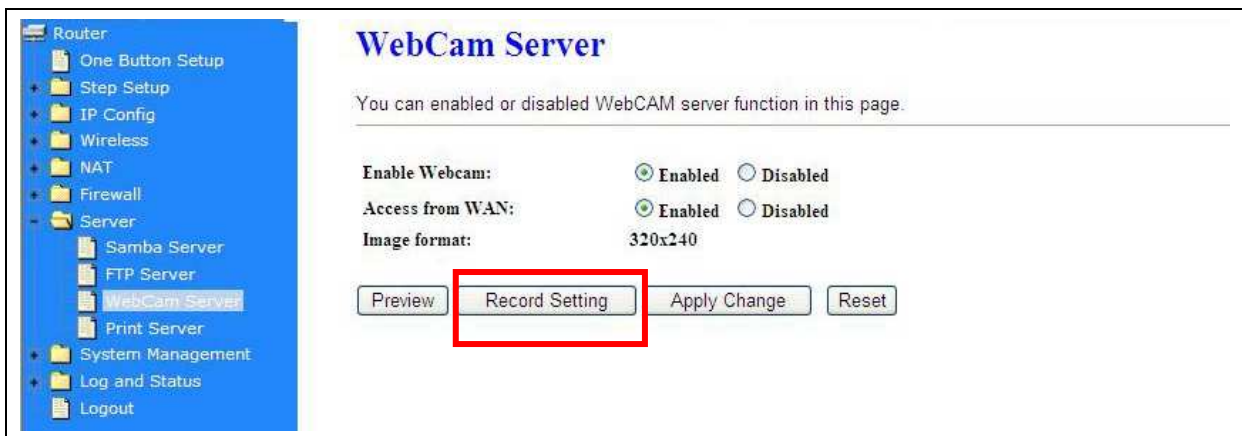 Router
One Button Setup
Step Setup
IP Config
Wireless
NAT
Firewall
Server
Samba Server
FTP Server
WebCam Server
Print Server
System Management
Log and Status
Logout
WebCam Server
You can enabled or disabled WebCAM server function in this page.
Enable Webcam: Enabled Disabled
Access from WAN: Enabled Disabled
Image format: 320x240
Preview Record Setting Apply Change Reset